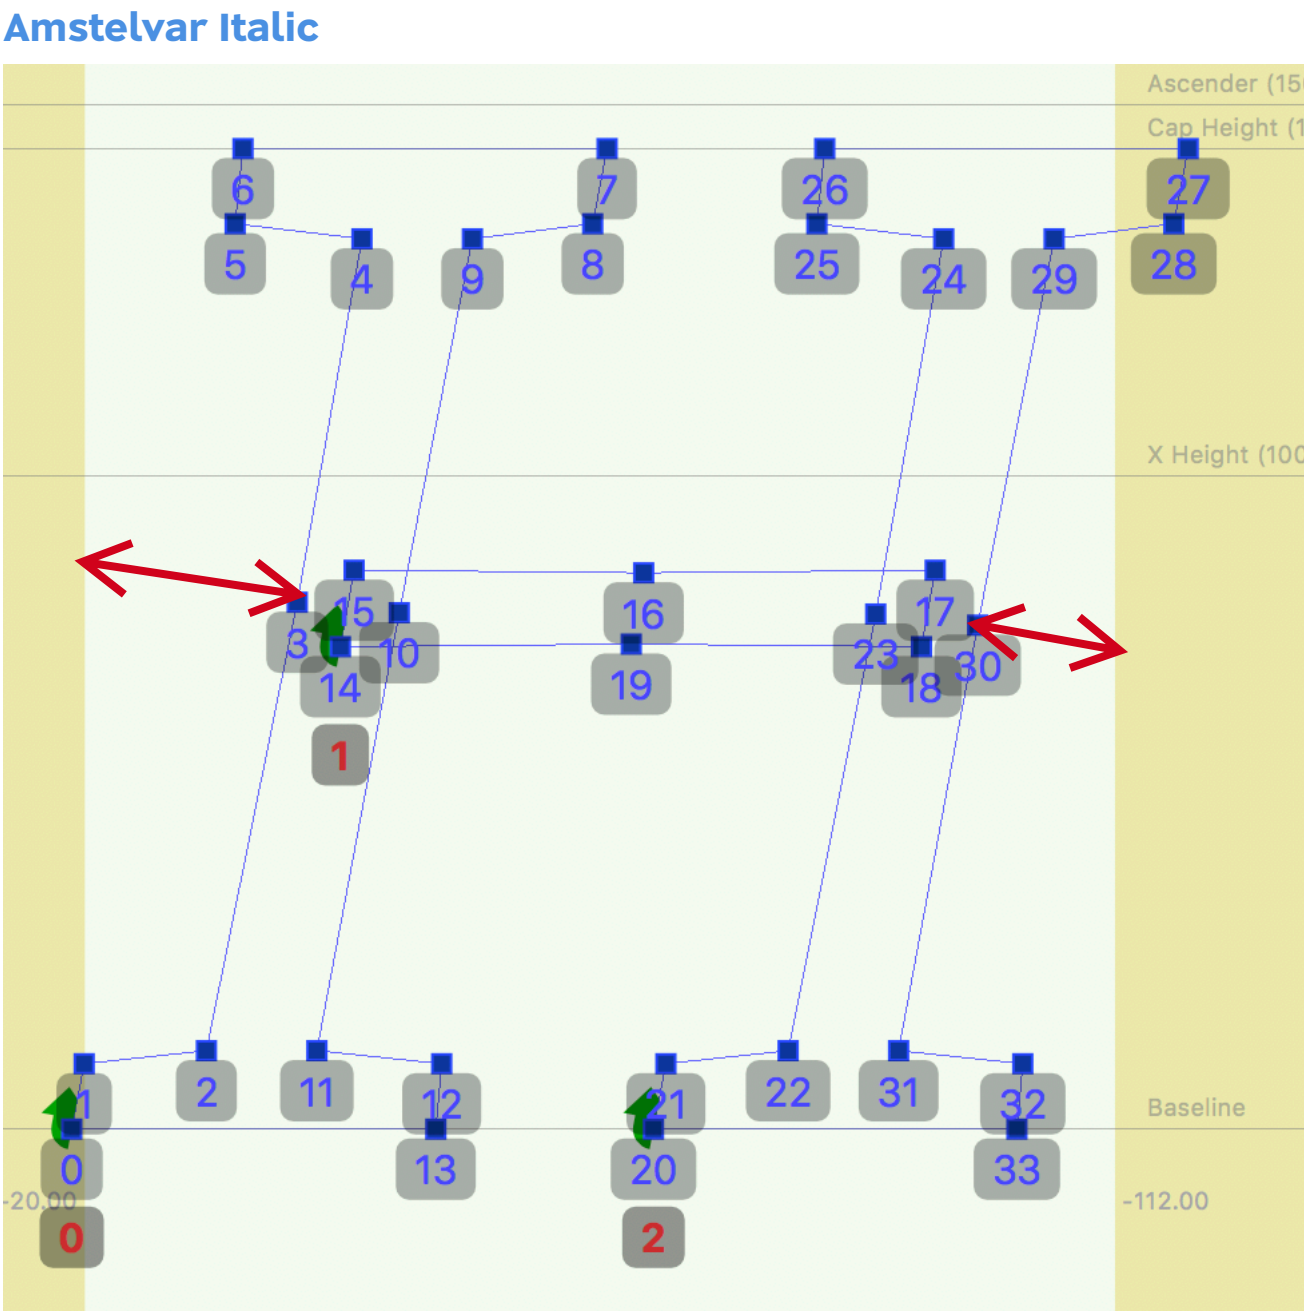 Amstelvar Italic
Ascender (150
Cap Height (1
6 7 26 27
5 8 25 28
4 9 24 29
X Height (100
15 16 17
3 10 23 30
14 19 18
1
1 2 11 12 21 22 31 32
Baseline
0 13 20 33
-20.00 -112.00
0 2